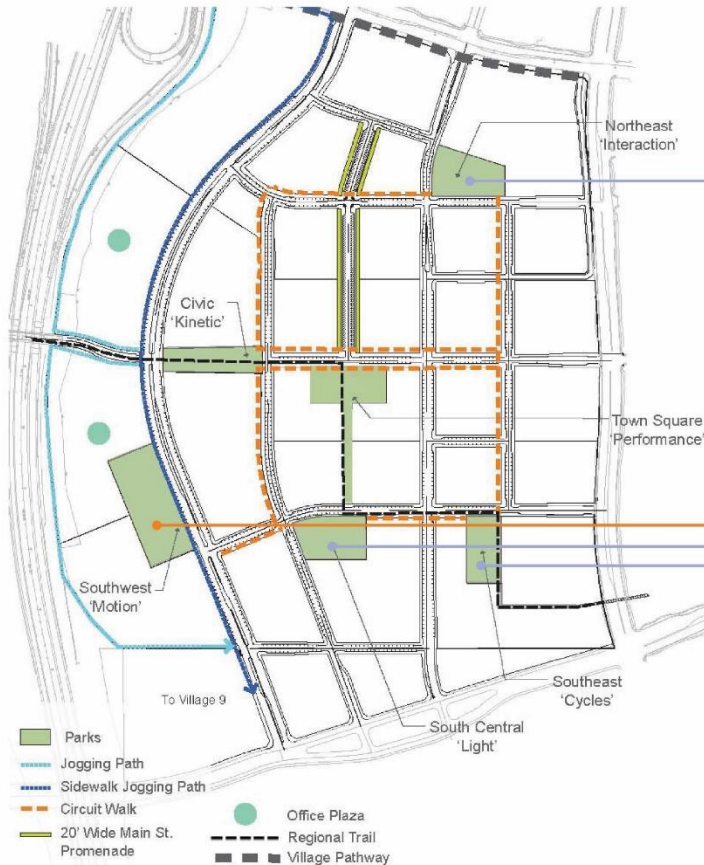 Northeast
'Interaction'
Civic
'Kinetic'
Town Square
'Performance'
Southwest
'Motion'
Southeast
'Cycles'
To Village 9
South Central
'Light'
Parks
Jogging Path
Sidewalk Jogging Path
Circuit Walk
20' Wide Main St.
Promenade
Office Plaza
Regional Trail
Village Pathway